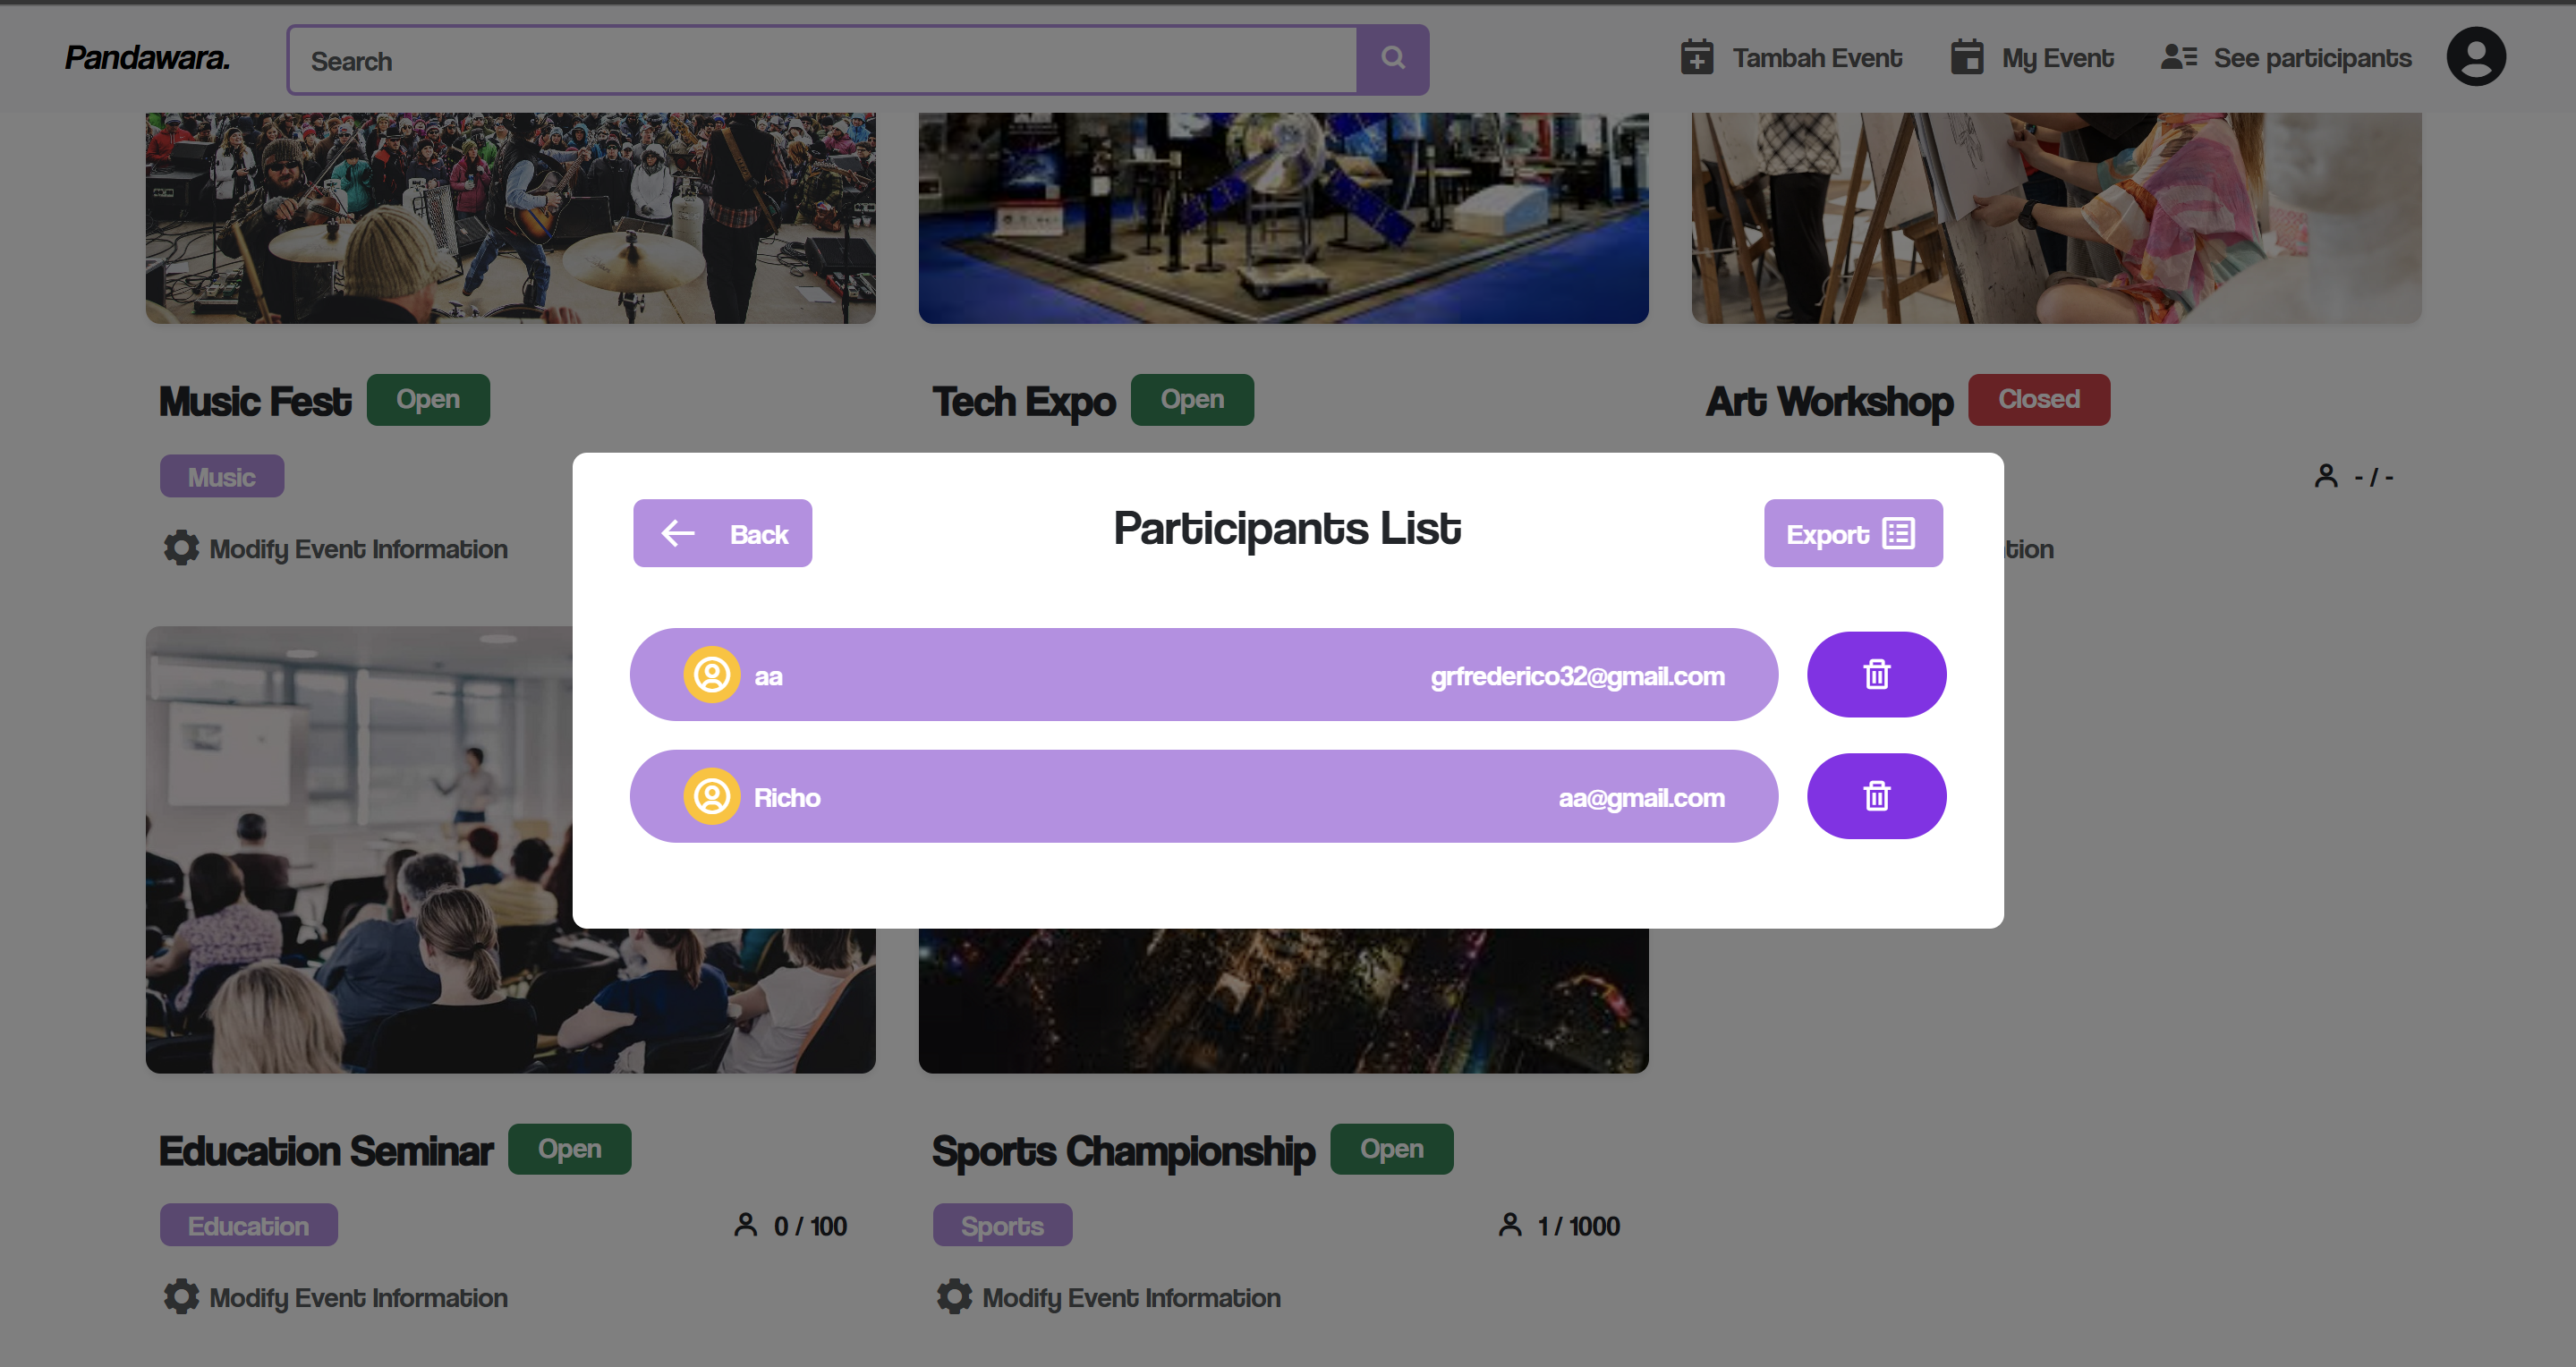 Pandawara.
Search
Tambah Event
My Event
See participants
Music Fest Open
Tech Expo Open
Art Workshop Closed
Music
- / -
Modify Event Information
tion
Back
Participants List
Export
aa grfrederico32@gmail.com
Richo aa@gmail.com
Education Seminar Open
Sports Championship Open
Education 0 / 100
Sports 1 / 1000
Modify Event Information
Modify Event Information